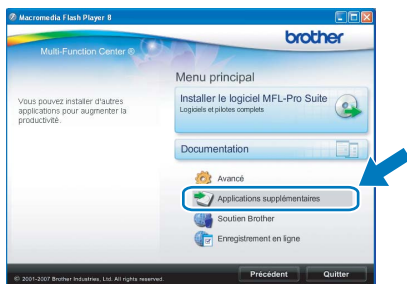 Macromedia Flash Player 8
brother
Multi-Function Center ®
Menu principal
Vous pouvez installer d'autres
applications pour augmenter la
productivité.
Installer le logiciel MFL-Pro Suite
Logiciels et pilotes complets
Documentation
Avancé
Applications supplémentaires
Soutien Brother
Enregistrement en ligne
© 2001-2007 Brother Industries, Ltd. All rights reserved.
Précédent
Quitter